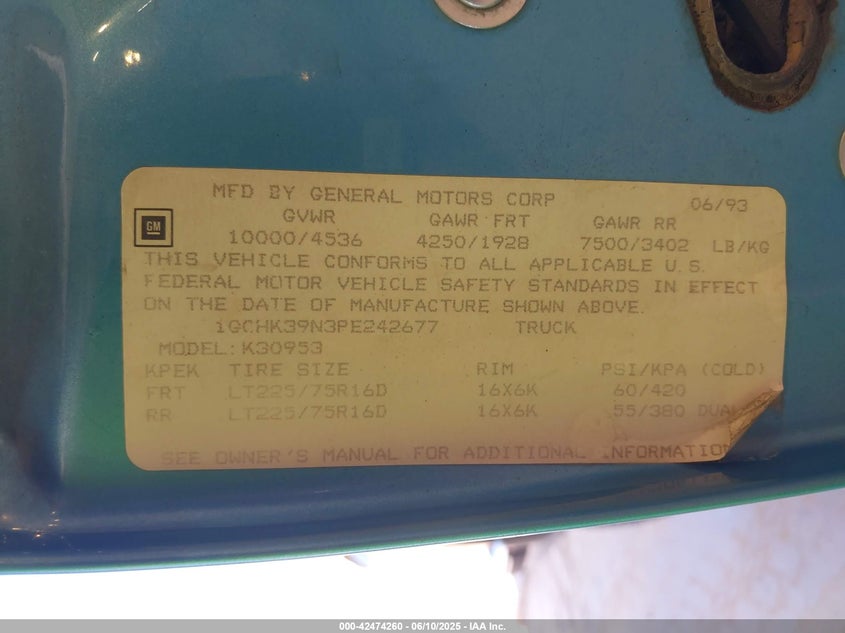 MFD BY GENERAL MOTORS CORP 06/93
GM
GVWR GAWR FRT GAWR RR
10000/4536 4250/1928 7500/3402 LB/KG
THIS VEHICLE CONFORMS TO ALL APPLICABLE U.S.
FEDERAL MOTOR VEHICLE SAFETY STANDARDS IN EFFECT
ON THE DATE OF MANUFACTURE SHOWN ABOVE.
1GCHK39N3PE242677 TRUCK
MODEL: K30953
KPEK TIRE SIZE RIM PSI/KPA (COLD)
FRT LT225/75R16D 16X6K 60/420
RR LT225/75R16D 16X6K 55/380 DUAL
SEE OWNER'S MANUAL FOR ADDITIONAL INFORMATION
000-42474260 - 06/10/2025 - IAA Inc.